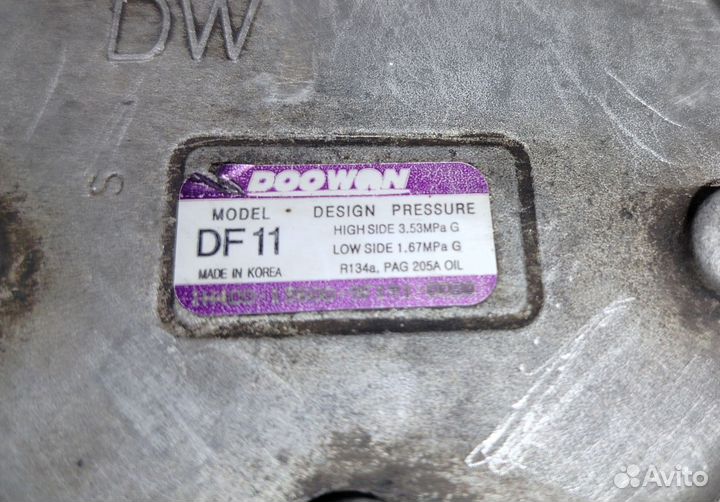 DW
S
DOOWON
MODEL DESIGN PRESSURE
DF 11 HIGH SIDE 3.53MPa G
LOW SIDE 1.67MPa G
MADE IN KOREA R134a, PAG 205A OIL
Avito